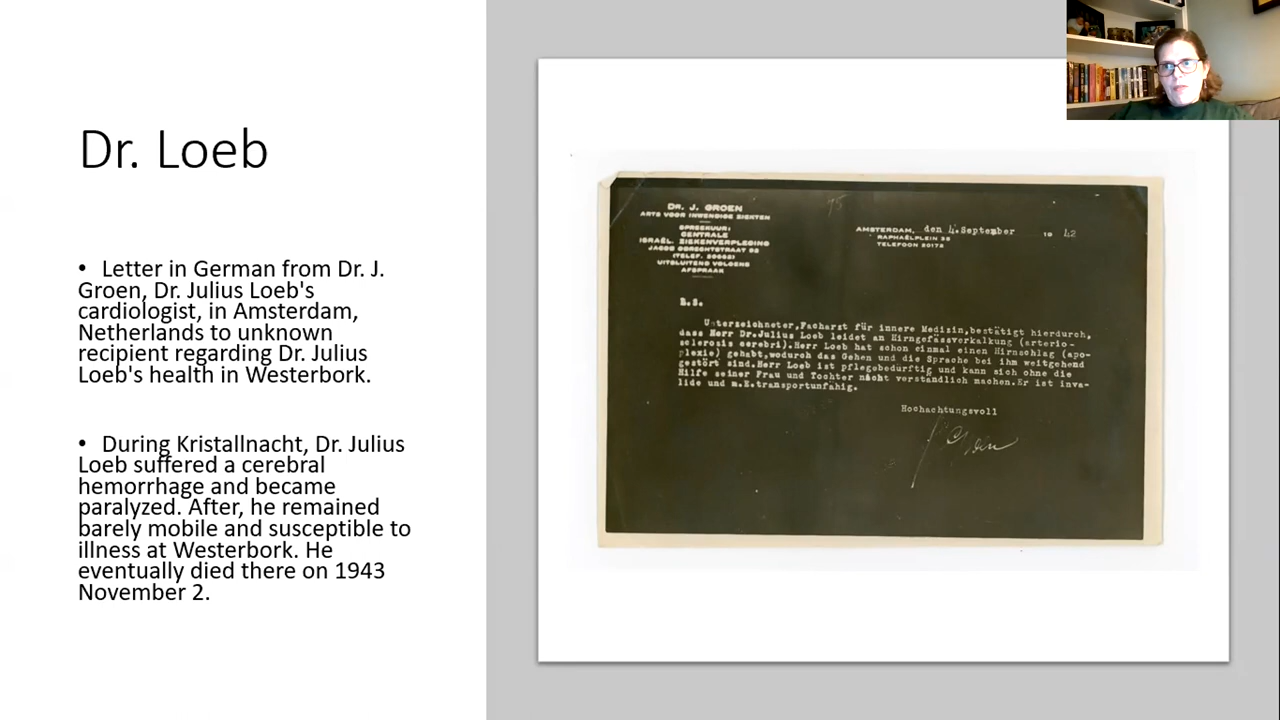 Dr. Loeb
• Letter in German from Dr. J.
Groen, Dr. Julius Loeb's
cardiologist, in Amsterdam,
Netherlands to unknown
recipient regarding Dr. Julius
Loeb's health in Westerbork.
• During Kristallnacht, Dr. Julius
Loeb suffered a cerebral
hemorrhage and became
paralyzed. After, he remained
barely mobile and susceptible to
illness at Westerbork. He
eventually died there on 1943
November 2.
DR. J. GROEN
ARTS VOOR INWENDIGE ZIEKTEN
SPREEKUUR:
CENTRALE
ISRAËL. ZIEKENVERPLEGING
JACOB OBRECHTSTRAAT 92
UITSLUITEND VOLGENS
AFSPRAAK
AMSTERDAM, den 4.September 19 42
RAPHAËLPLEIN
TELEFOON
Unterzeichneter,Facharst für innere Medizin,bestätigt hierdurch,
dass Herr Dr.Julius Loeb leidet an Hirngefässverkalkung (arterio-
sclerosis cerebri).Herr Loeb hat schon einmal einen Hirnschlag (apo-
plexie) gehabt,wodurch das Gehen und die Sprache bei ihm weitgehend
gestört sind.Herr Loeb ist pflegebedürftig und kann sich ohne die
Hilfe seiner Frau und Tochter nicht verständlich machen.Er ist inva-
lide und m.E.transportunfähig.
Hochachtungsvoll